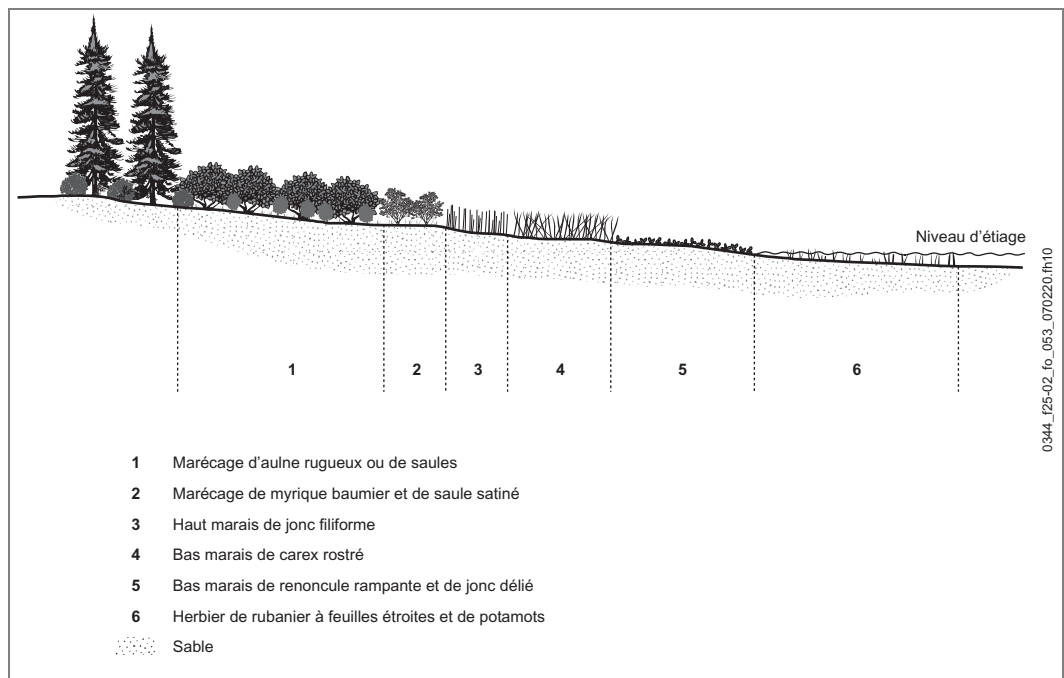 Niveau d'étiage
1 2 3 4 5 6
1 Marécage d'aulne rugueux ou de saules
2 Marécage de myrique baumier et de saule satiné
3 Haut marais de jonc filiforme
4 Bas marais de carex rostré
5 Bas marais de renoncule rampante et de jonc délié
6 Herbier de rubanier à feuilles étroites et de potamots
Sable
0344_f25-02_fo_053_070220.fh10